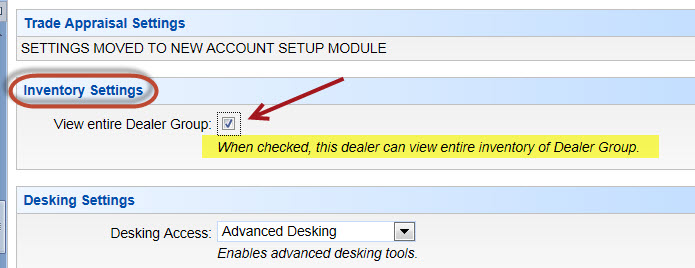 Trade Appraisal Settings
SETTINGS MOVED TO NEW ACCOUNT SETUP MODULE
Inventory Settings
View entire Dealer Group:
When checked, this dealer can view entire inventory of Dealer Group.
Desking Settings
Desking Access: Advanced Desking
Enables advanced desking tools.